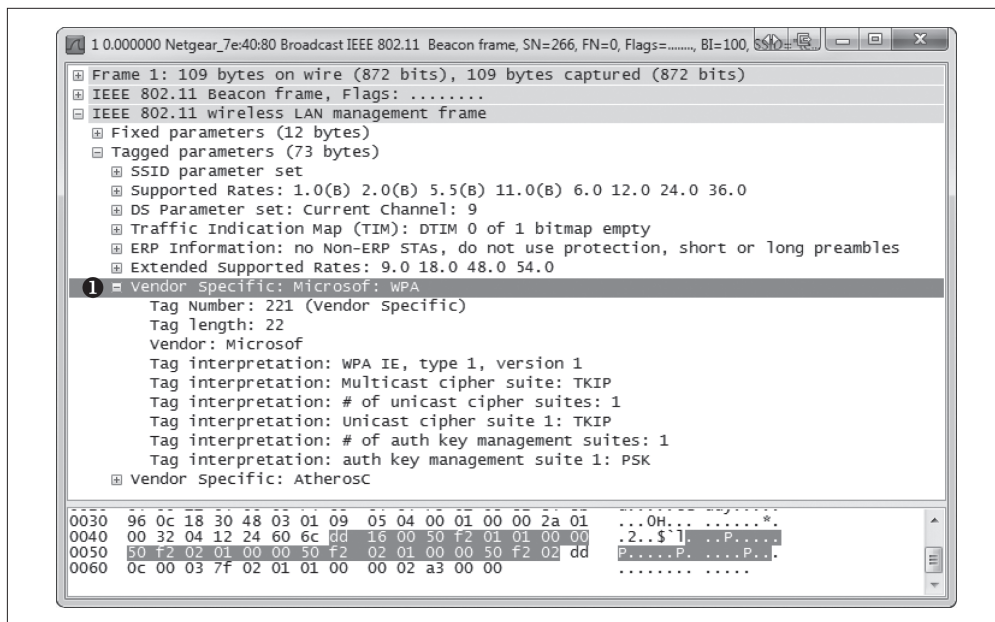 1 0.000000 Netgear_7e:40:80 Broadcast IEEE 802.11 Beacon frame, SN=266, FN=0, Flags=........, BI=100, SSID=
Frame 1: 109 bytes on wire (872 bits), 109 bytes captured (872 bits)
IEEE 802.11 Beacon frame, Flags: ........
IEEE 802.11 wireless LAN management frame
Fixed parameters (12 bytes)
Tagged parameters (73 bytes)
SSID parameter set
Supported Rates: 1.0(B) 2.0(B) 5.5(B) 11.0(B) 6.0 12.0 24.0 36.0
DS Parameter set: Current Channel: 9
Traffic Indication Map (TIM): DTIM 0 of 1 bitmap empty
ERP Information: no Non-ERP STAs, do not use protection, short or long preambles
Extended Supported Rates: 9.0 18.0 48.0 54.0
1 Vendor Specific: Microsof: WPA
Tag Number: 221 (Vendor Specific)
Tag length: 22
Vendor: Microsof
Tag interpretation: WPA IE, type 1, version 1
Tag interpretation: Multicast cipher suite: TKIP
Tag interpretation: # of unicast cipher suites: 1
Tag interpretation: Unicast cipher suite 1: TKIP
Tag interpretation: # of auth key management suites: 1
Tag interpretation: auth key management suite 1: PSK
Vendor Specific: AtherosC
0030 96 0c 18 30 48 03 01 09 05 04 00 01 00 00 2a 01 ...0H... ......*.
0040 00 32 04 12 24 60 6c dd 16 00 50 f2 01 01 00 00 .2..$`l. ..P.....
0050 50 f2 02 01 00 00 50 f2 02 01 00 00 50 f2 02 dd P.....P. ....P...
0060 0c 00 03 7f 02 01 01 00 00 02 a3 00 00 ........ .....